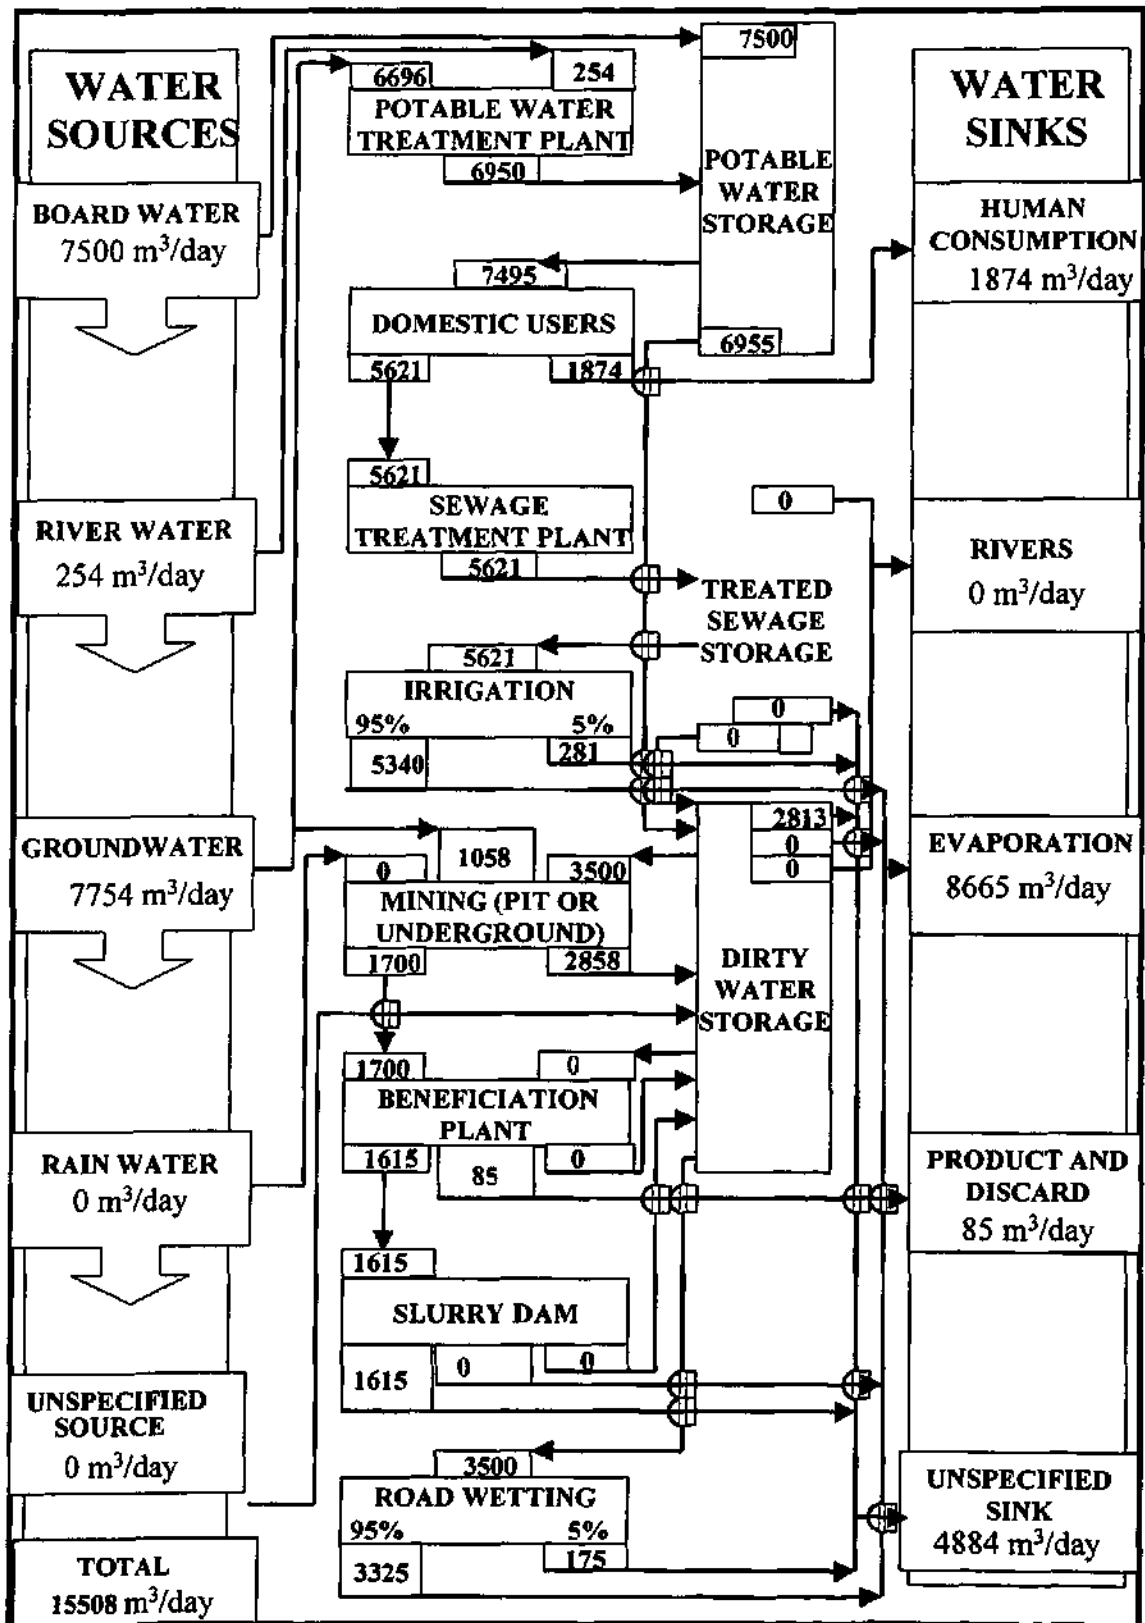 WATER
SOURCES
BOARD WATER
7500 m³/day
RIVER WATER
254 m³/day
GROUNDWATER
7754 m³/day
RAIN WATER
0 m³/day
UNSPECIFIED
SOURCE
0 m³/day
TOTAL
15508 m³/day
6696
254
POTABLE WATER
TREATMENT PLANT
6950
7495
DOMESTIC USERS
5621
1874
5621
SEWAGE
TREATMENT PLANT
5621
5621
IRRIGATION
95%
5%
5340
281
1058
0
3500
MINING (PIT OR
UNDERGROUND)
1700
2858
1700
0
BENEFICIATION
PLANT
1615
85
0
1615
SLURRY DAM
1615
0
0
3500
ROAD WETTING
95%
5%
3325
175
7500
POTABLE
WATER
STORAGE
6955
0
TREATED
SEWAGE
STORAGE
0
0
2813
0
0
DIRTY
WATER
STORAGE
WATER
SINKS
HUMAN
CONSUMPTION
1874 m³/day
RIVERS
0 m³/day
EVAPORATION
8665 m³/day
PRODUCT AND
DISCARD
85 m³/day
UNSPECIFIED
SINK
4884 m³/day